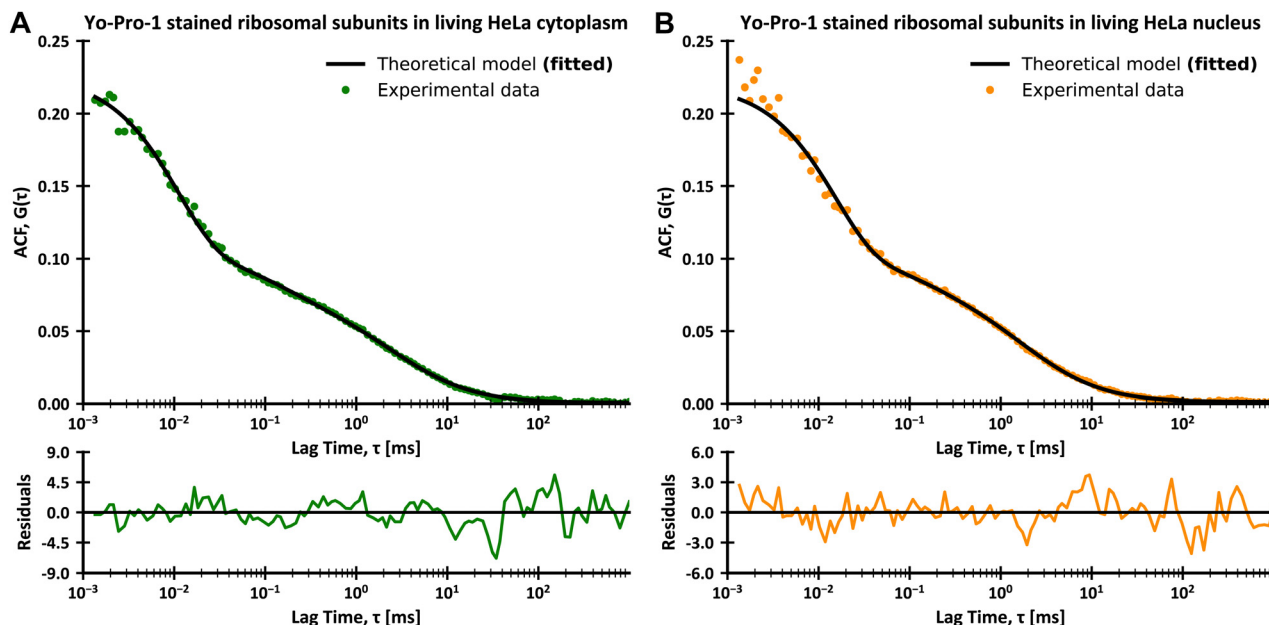 A
Yo-Pro-1 stained ribosomal subunits in living HeLa cytoplasm
0.25
0.20
0.15
0.10
0.05
0.00
ACF, G(τ)
Theoretical model (fitted)
Experimental data
10⁻³ 10⁻² 10⁻¹ 10⁰ 10¹ 10²
Lag Time, τ [ms]
9.0
4.5
0.0
-4.5
-9.0
Residuals
10⁻³ 10⁻² 10⁻¹ 10⁰ 10¹ 10²
Lag Time, τ [ms]
B
Yo-Pro-1 stained ribosomal subunits in living HeLa nucleus
0.25
0.20
0.15
0.10
0.05
0.00
ACF, G(τ)
Theoretical model (fitted)
Experimental data
10⁻³ 10⁻² 10⁻¹ 10⁰ 10¹ 10²
Lag Time, τ [ms]
6.0
3.0
0.0
-3.0
-6.0
Residuals
10⁻³ 10⁻² 10⁻¹ 10⁰ 10¹ 10²
Lag Time, τ [ms]